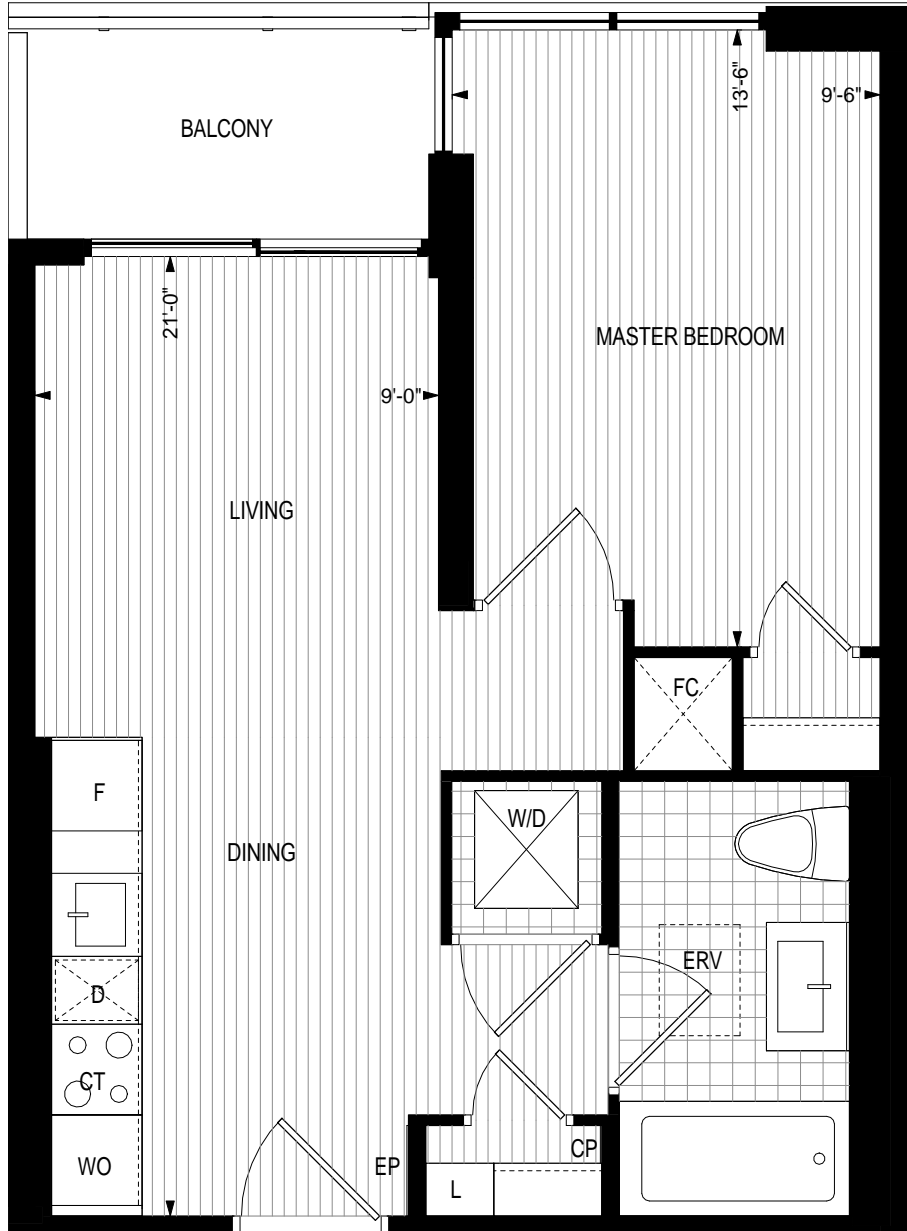 BALCONY
13'-6"
9'-6"
21'-0"
MASTER BEDROOM
9'-0"
LIVING
FC
F
W/D
DINING
ERV
D
CT
WO
EP
CP
L